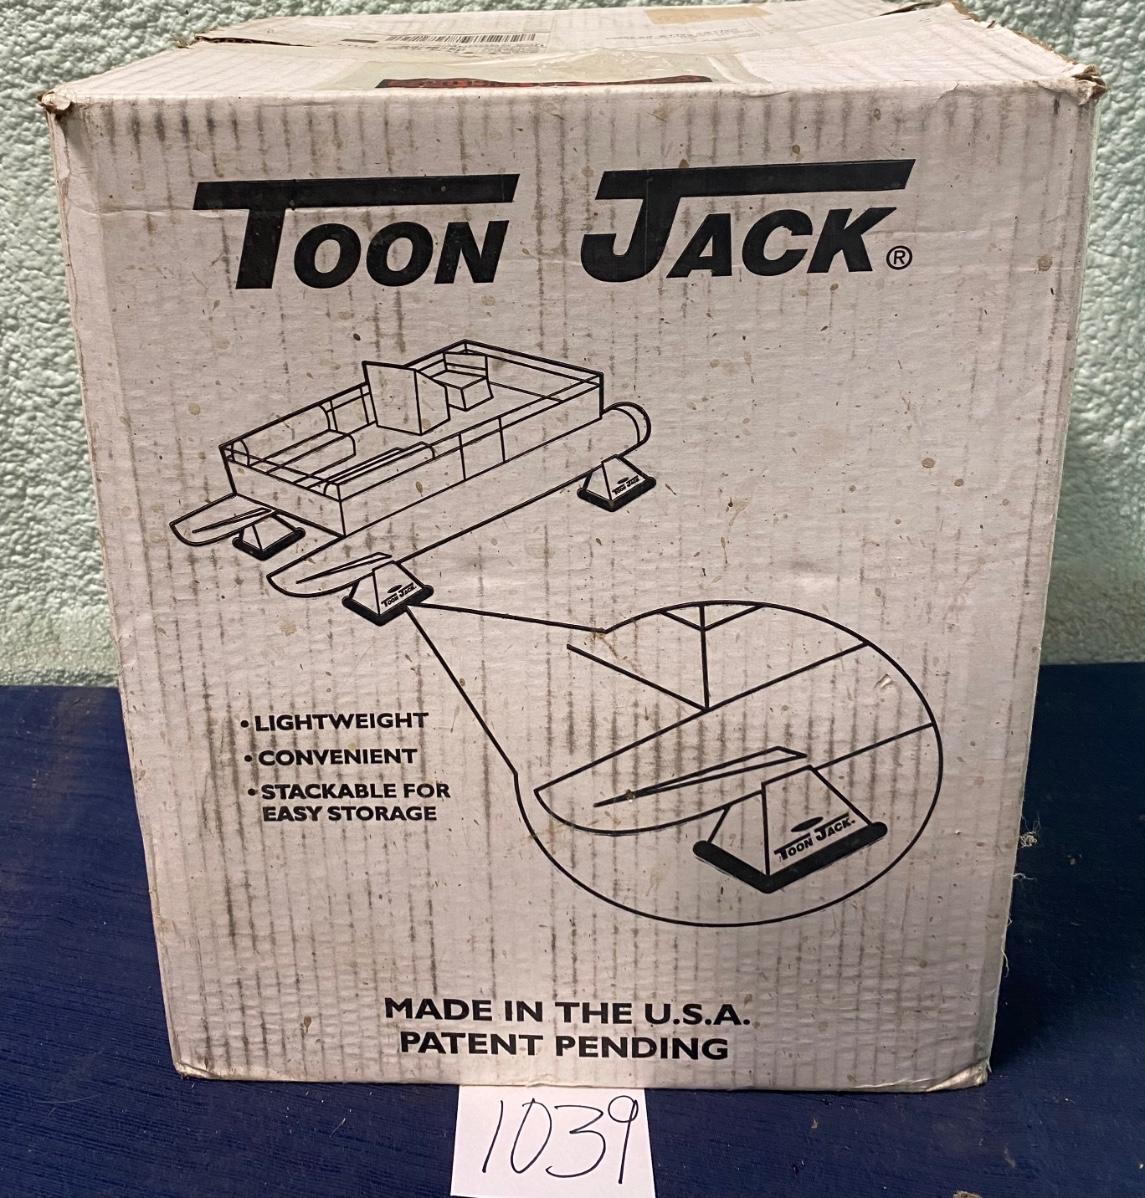 TOON JACK®
TOON JACK
TOON JACK
• LIGHTWEIGHT
• CONVENIENT
• STACKABLE FOR
EASY STORAGE
TOON JACK
MADE IN THE U.S.A.
PATENT PENDING
1039